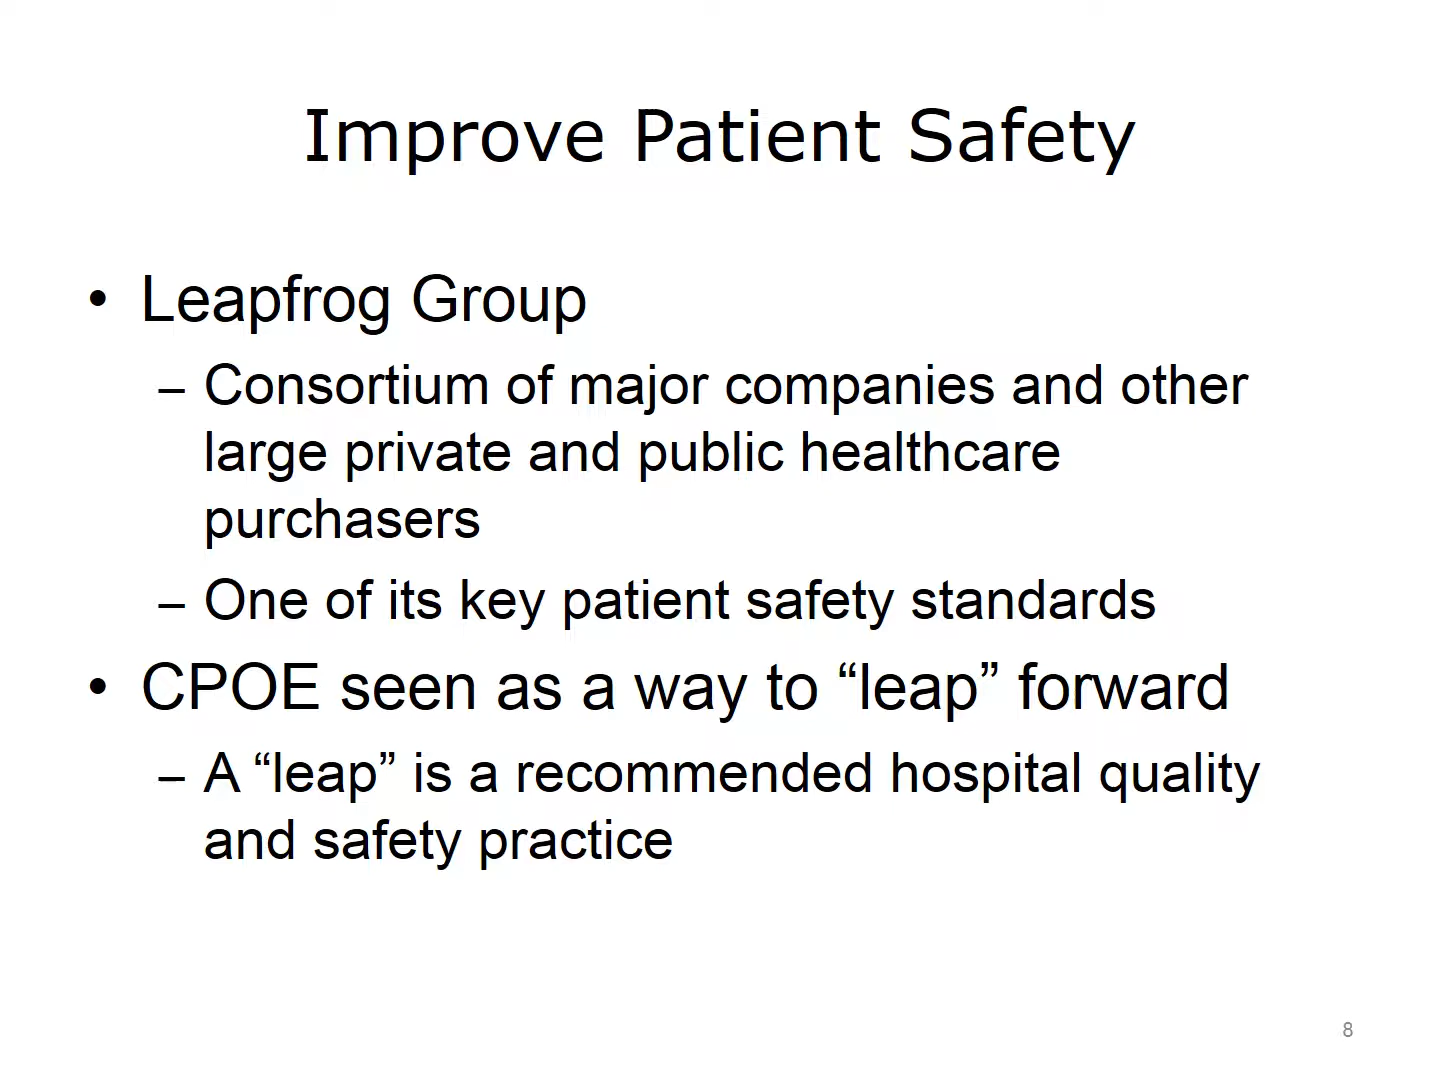 Improve Patient Safety
• Leapfrog Group
– Consortium of major companies and other
large private and public healthcare
purchasers
– One of its key patient safety standards
• CPOE seen as a way to “leap” forward
– A “leap” is a recommended hospital quality
and safety practice
8